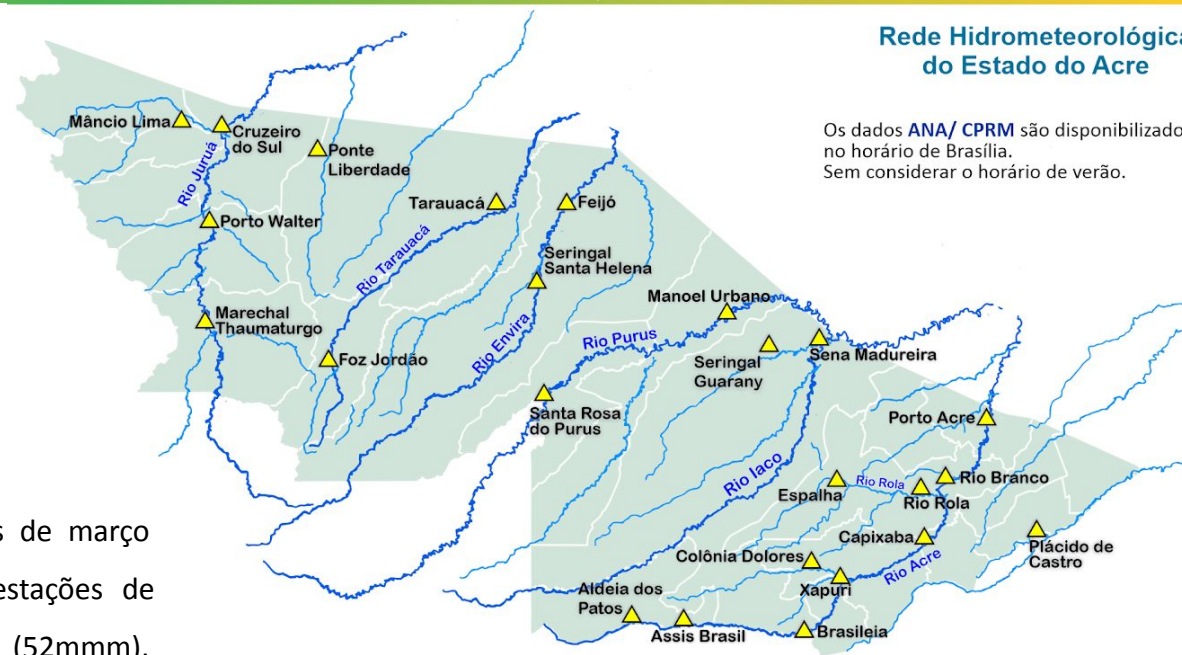 Rede Hidrometeorológica
do Estado do Acre
Os dados ANA/ CPRM são disponibilizado
no horário de Brasília.
Sem considerar o horário de verão.
Mâncio Lima
Cruzeiro
do Sul
Ponte
Liberdade
Rio Juruá
Porto Walter
Tarauacá
Feijó
Rio Tarauacá
Seringal
Santa Helena
Marechal
Thaumaturgo
Foz Jordão
Rio Envira
Manoel Urbano
Rio Purus
Seringal
Guarany
Sena Madureira
Santa Rosa
do Purus
Porto Acre
Rio Iaco
Espalha
Rio Rola
Rio Rola
Rio Branco
Capixaba
Plácido de
Castro
Colônia Dolores
Rio Acre
Xapuri
Aldeia dos
Patos
Assis Brasil
Brasileia
s de março
estações de
(52mmm).